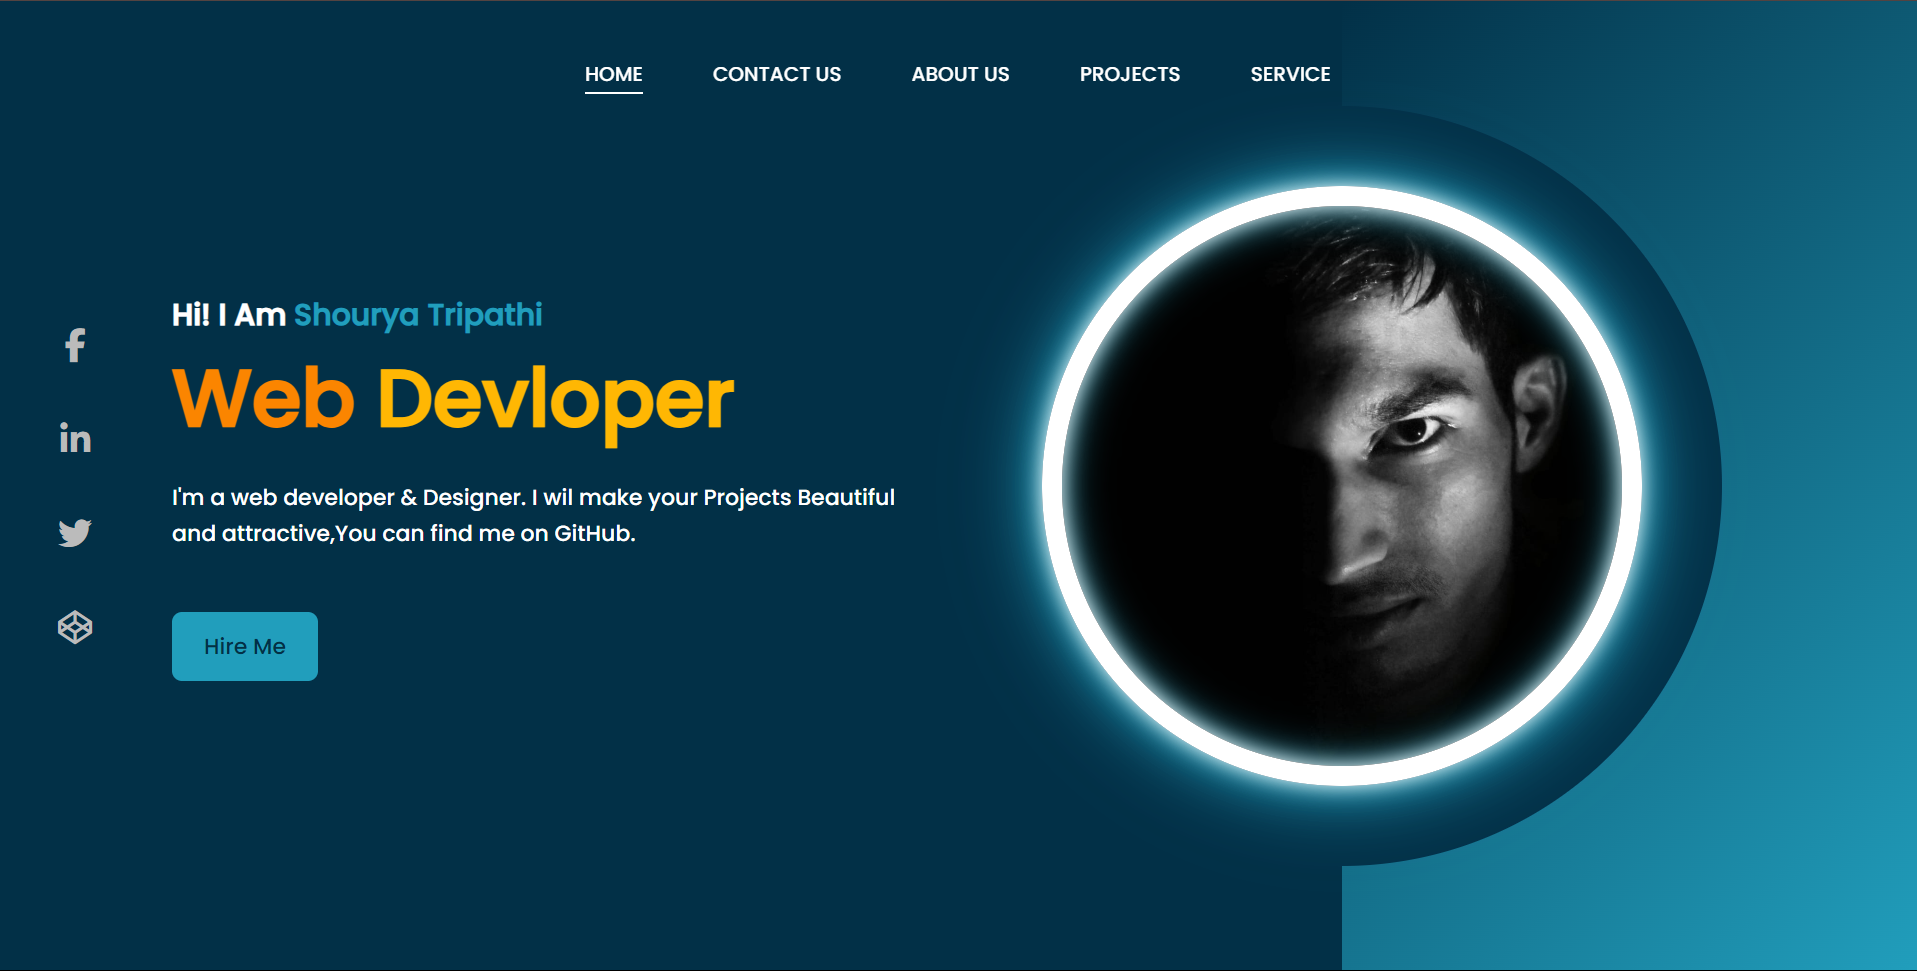 HOME CONTACT US ABOUT US PROJECTS SERVICE
Hi! I Am Shourya Tripathi
Web Devloper
I'm a web developer & Designer. I wil make your Projects Beautiful
and attractive,You can find me on GitHub.
Hire Me